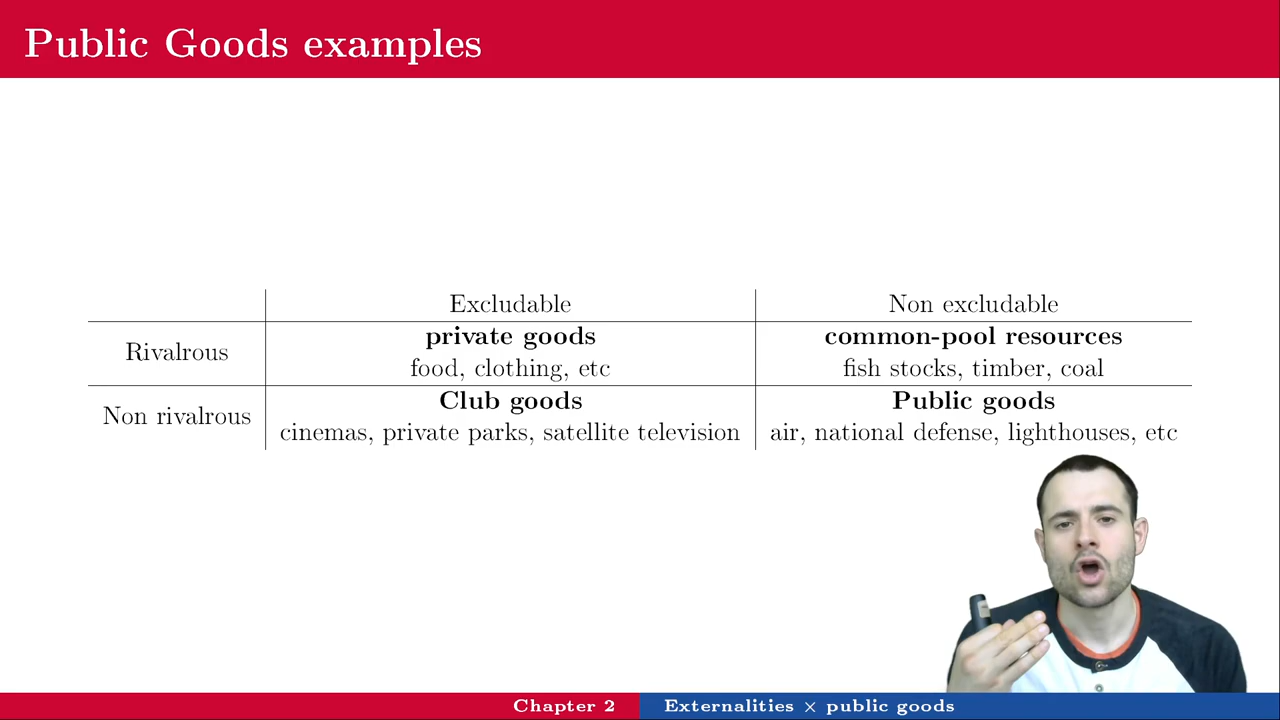 Public Goods examples
Excludable Non excludable
Rivalrous
private goods common-pool resources
food, clothing, etc fish stocks, timber, coal
Non rivalrous
Club goods Public goods
cinemas, private parks, satellite television air, national defense, lighthouses, etc
Chapter 2 Externalities × public goods